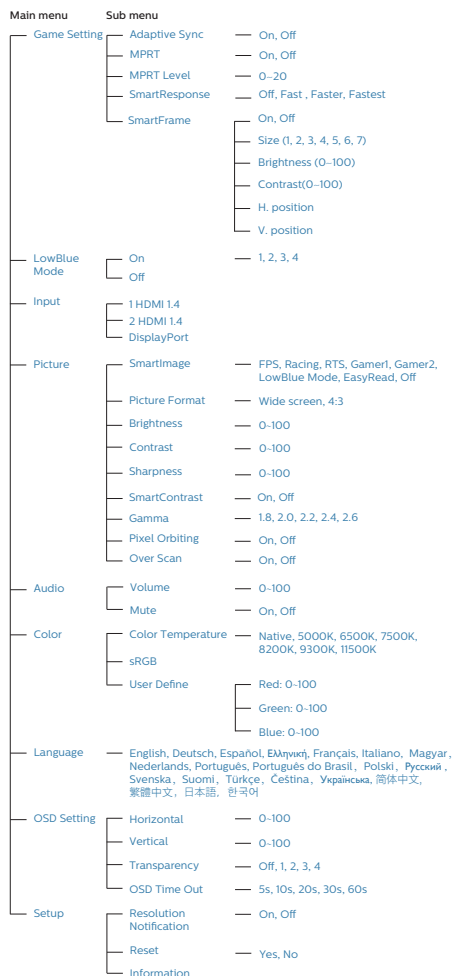 Main menu Sub menu
Game Setting Adaptive Sync On, Off
MPRT On, Off
MPRT Level 0–20
SmartResponse Off, Fast , Faster, Fastest
SmartFrame On, Off
Size (1, 2, 3, 4, 5, 6, 7)
Brightness (0–100)
Contrast(0–100)
H. position
V. position
LowBlue On 1, 2, 3, 4
Mode
Off
Input 1 HDMI 1.4
2 HDMI 1.4
DisplayPort
Picture SmartImage FPS, Racing, RTS, Gamer1, Gamer2,
LowBlue Mode, EasyRead, Off
Picture Format Wide screen, 4:3
Brightness 0~100
Contrast 0~100
Sharpness 0~100
SmartContrast On, Off
Gamma 1.8, 2.0, 2.2, 2.4, 2.6
Pixel Orbiting On, Off
Over Scan On, Off
Audio Volume 0~100
Mute On, Off
Color Color Temperature Native, 5000K, 6500K, 7500K,
8200K, 9300K, 11500K
sRGB
User Define Red: 0~100
Green: 0~100
Blue: 0~100
Language English, Deutsch, Español, Ελληνική, Français, Italiano, Magyar,
Nederlands, Português, Português do Brasil, Polski, Русский ,
Svenska, Suomi, Türkçe, Čeština, Українська, 简体中文,
繁體中文, 日本語, 한국어
OSD Setting Horizontal 0~100
Vertical 0~100
Transparency Off, 1, 2, 3, 4
OSD Time Out 5s, 10s, 20s, 30s, 60s
Setup Resolution On, Off
Notification
Reset Yes, No
Information